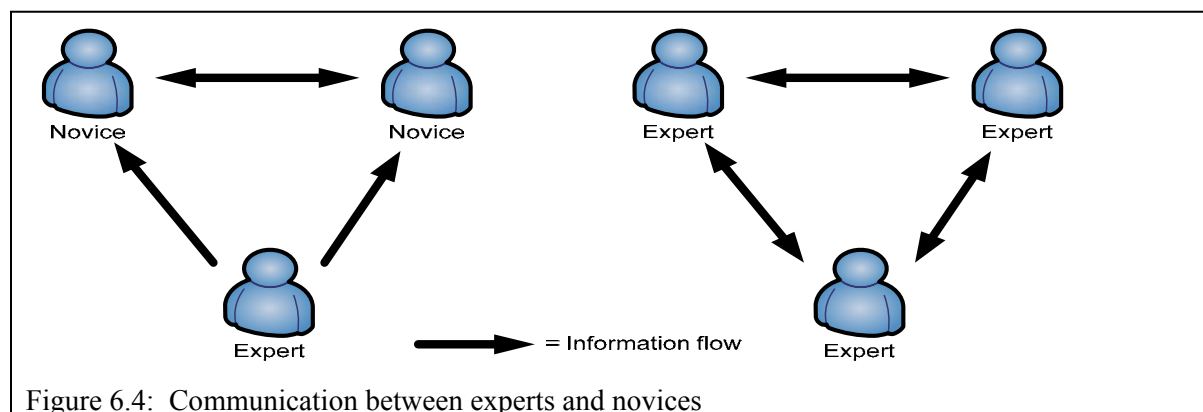 Novice Novice Expert Expert
Expert = Information flow Expert
Figure 6.4: Communication between experts and novices